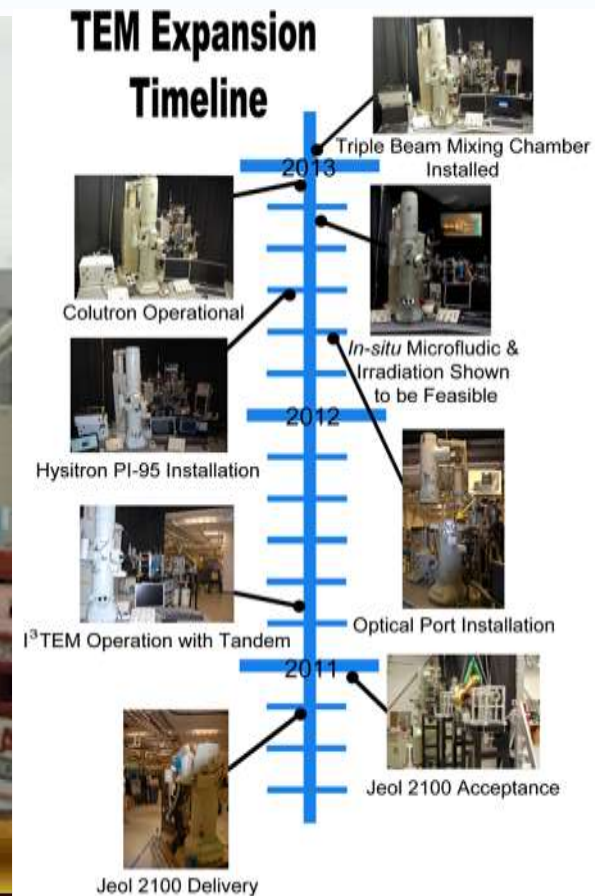 TEM Expansion
Timeline
Triple Beam Mixing Chamber
Installed
2013
Colutron Operational
In-situ Microfludic &
Irradiation Shown
to be Feasible
2012
Hysitron PI-95 Installation
I³TEM Operation with Tandem
Optical Port Installation
2011
Jeol 2100 Acceptance
Jeol 2100 Delivery